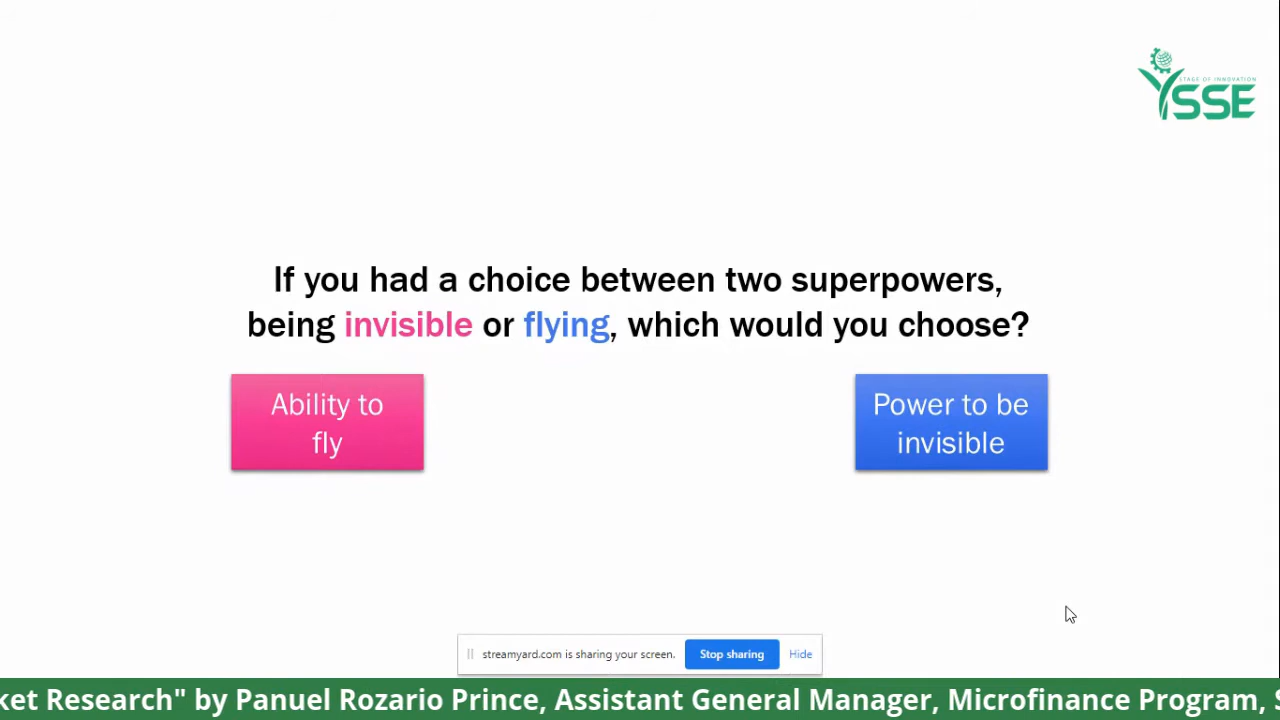 STAGE OF INNOVATION
YSSE
If you had a choice between two superpowers,
being invisible or flying, which would you choose?
Ability to
fly
Power to be
invisible
streamyard.com is sharing your screen.
Stop sharing
Hide
ket Research" by Panuel Rozario Prince, Assistant General Manager, Microfinance Program, S